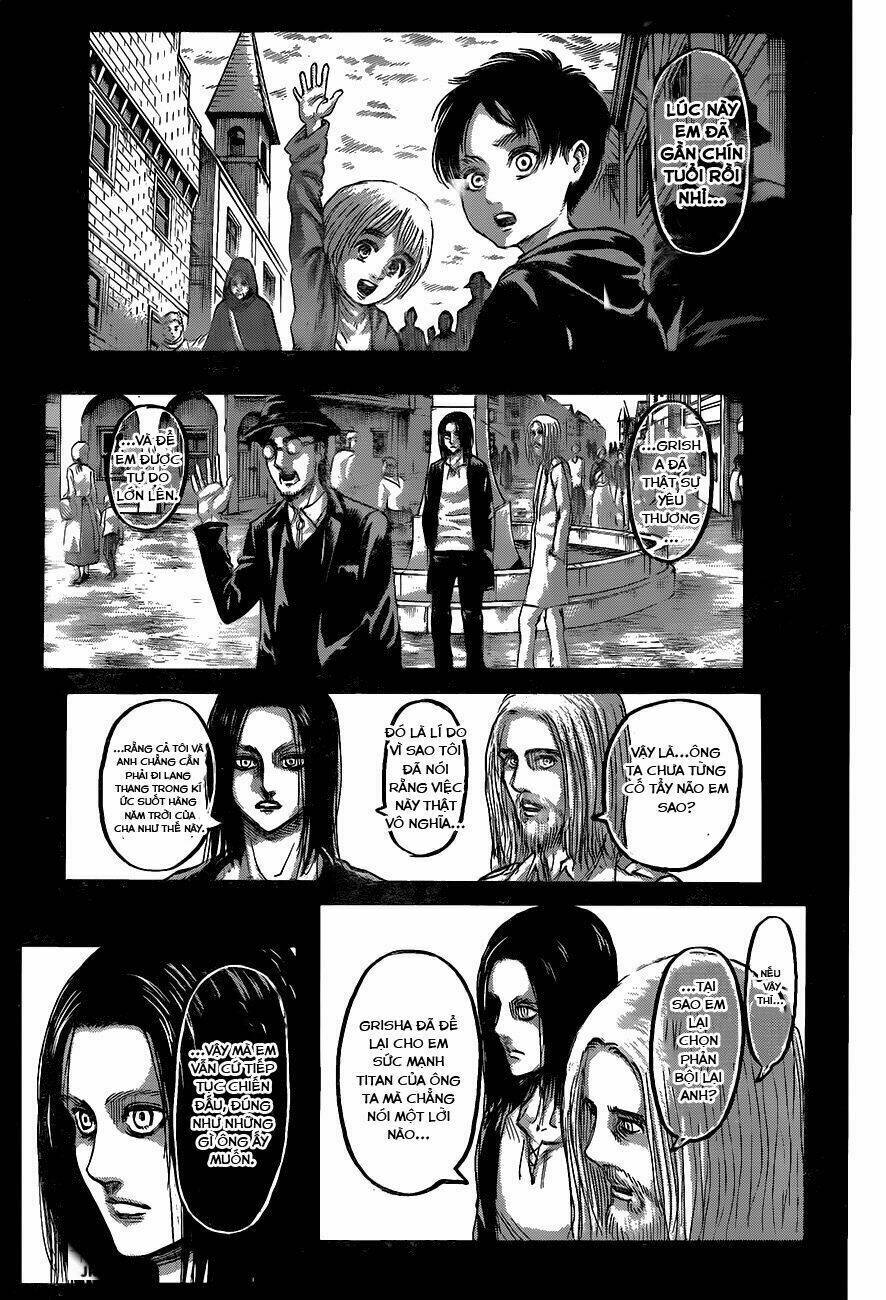 LÚC NÀY
EM ĐÃ
GẦN CHÍN
TUỔI RỒI
NHỈ...
...GRISH
A ĐÃ
THẬT SỰ
YÊU
THƯƠNG
...
...VÀ ĐỂ
EM ĐƯỢC
TỰ DO
LỚN LÊN.
VẬY LÀ...ÔNG
TA CHƯA TỪNG
CỐ TẨY NÃO EM
SAO?
ĐÓ LÀ LÍ DO
VÌ SAO TÔI
ĐÃ NÓI
RẰNG VIỆC
NÀY THẬT
VÔ NGHĨA...
...RẰNG CẢ TÔI VÀ
ANH CHẲNG CẦN
PHẢI ĐI LANG
THANG TRONG KÍ
ỨC SUỐT HÀNG
NĂM TRỜI CỦA
CHA NHƯ THẾ NÀY.
NẾU
VẬY
THÌ...
...TẠI
SAO EM
LẠI
CHỌN
PHẢN
BỘI LẠI
ANH?
GRISHA ĐÃ ĐỂ
LẠI CHO EM
SỨC MẠNH
TITAN CỦA ÔNG
TA MÀ CHẲNG
NÓI MỘT LỜI
NÀO...
...VẬY MÀ EM
VẪN CỨ TIẾP
TỤC CHIẾN
ĐẤU, ĐÚNG
NHƯ NHỮNG
GÌ ÔNG ẤY
MUỐN.